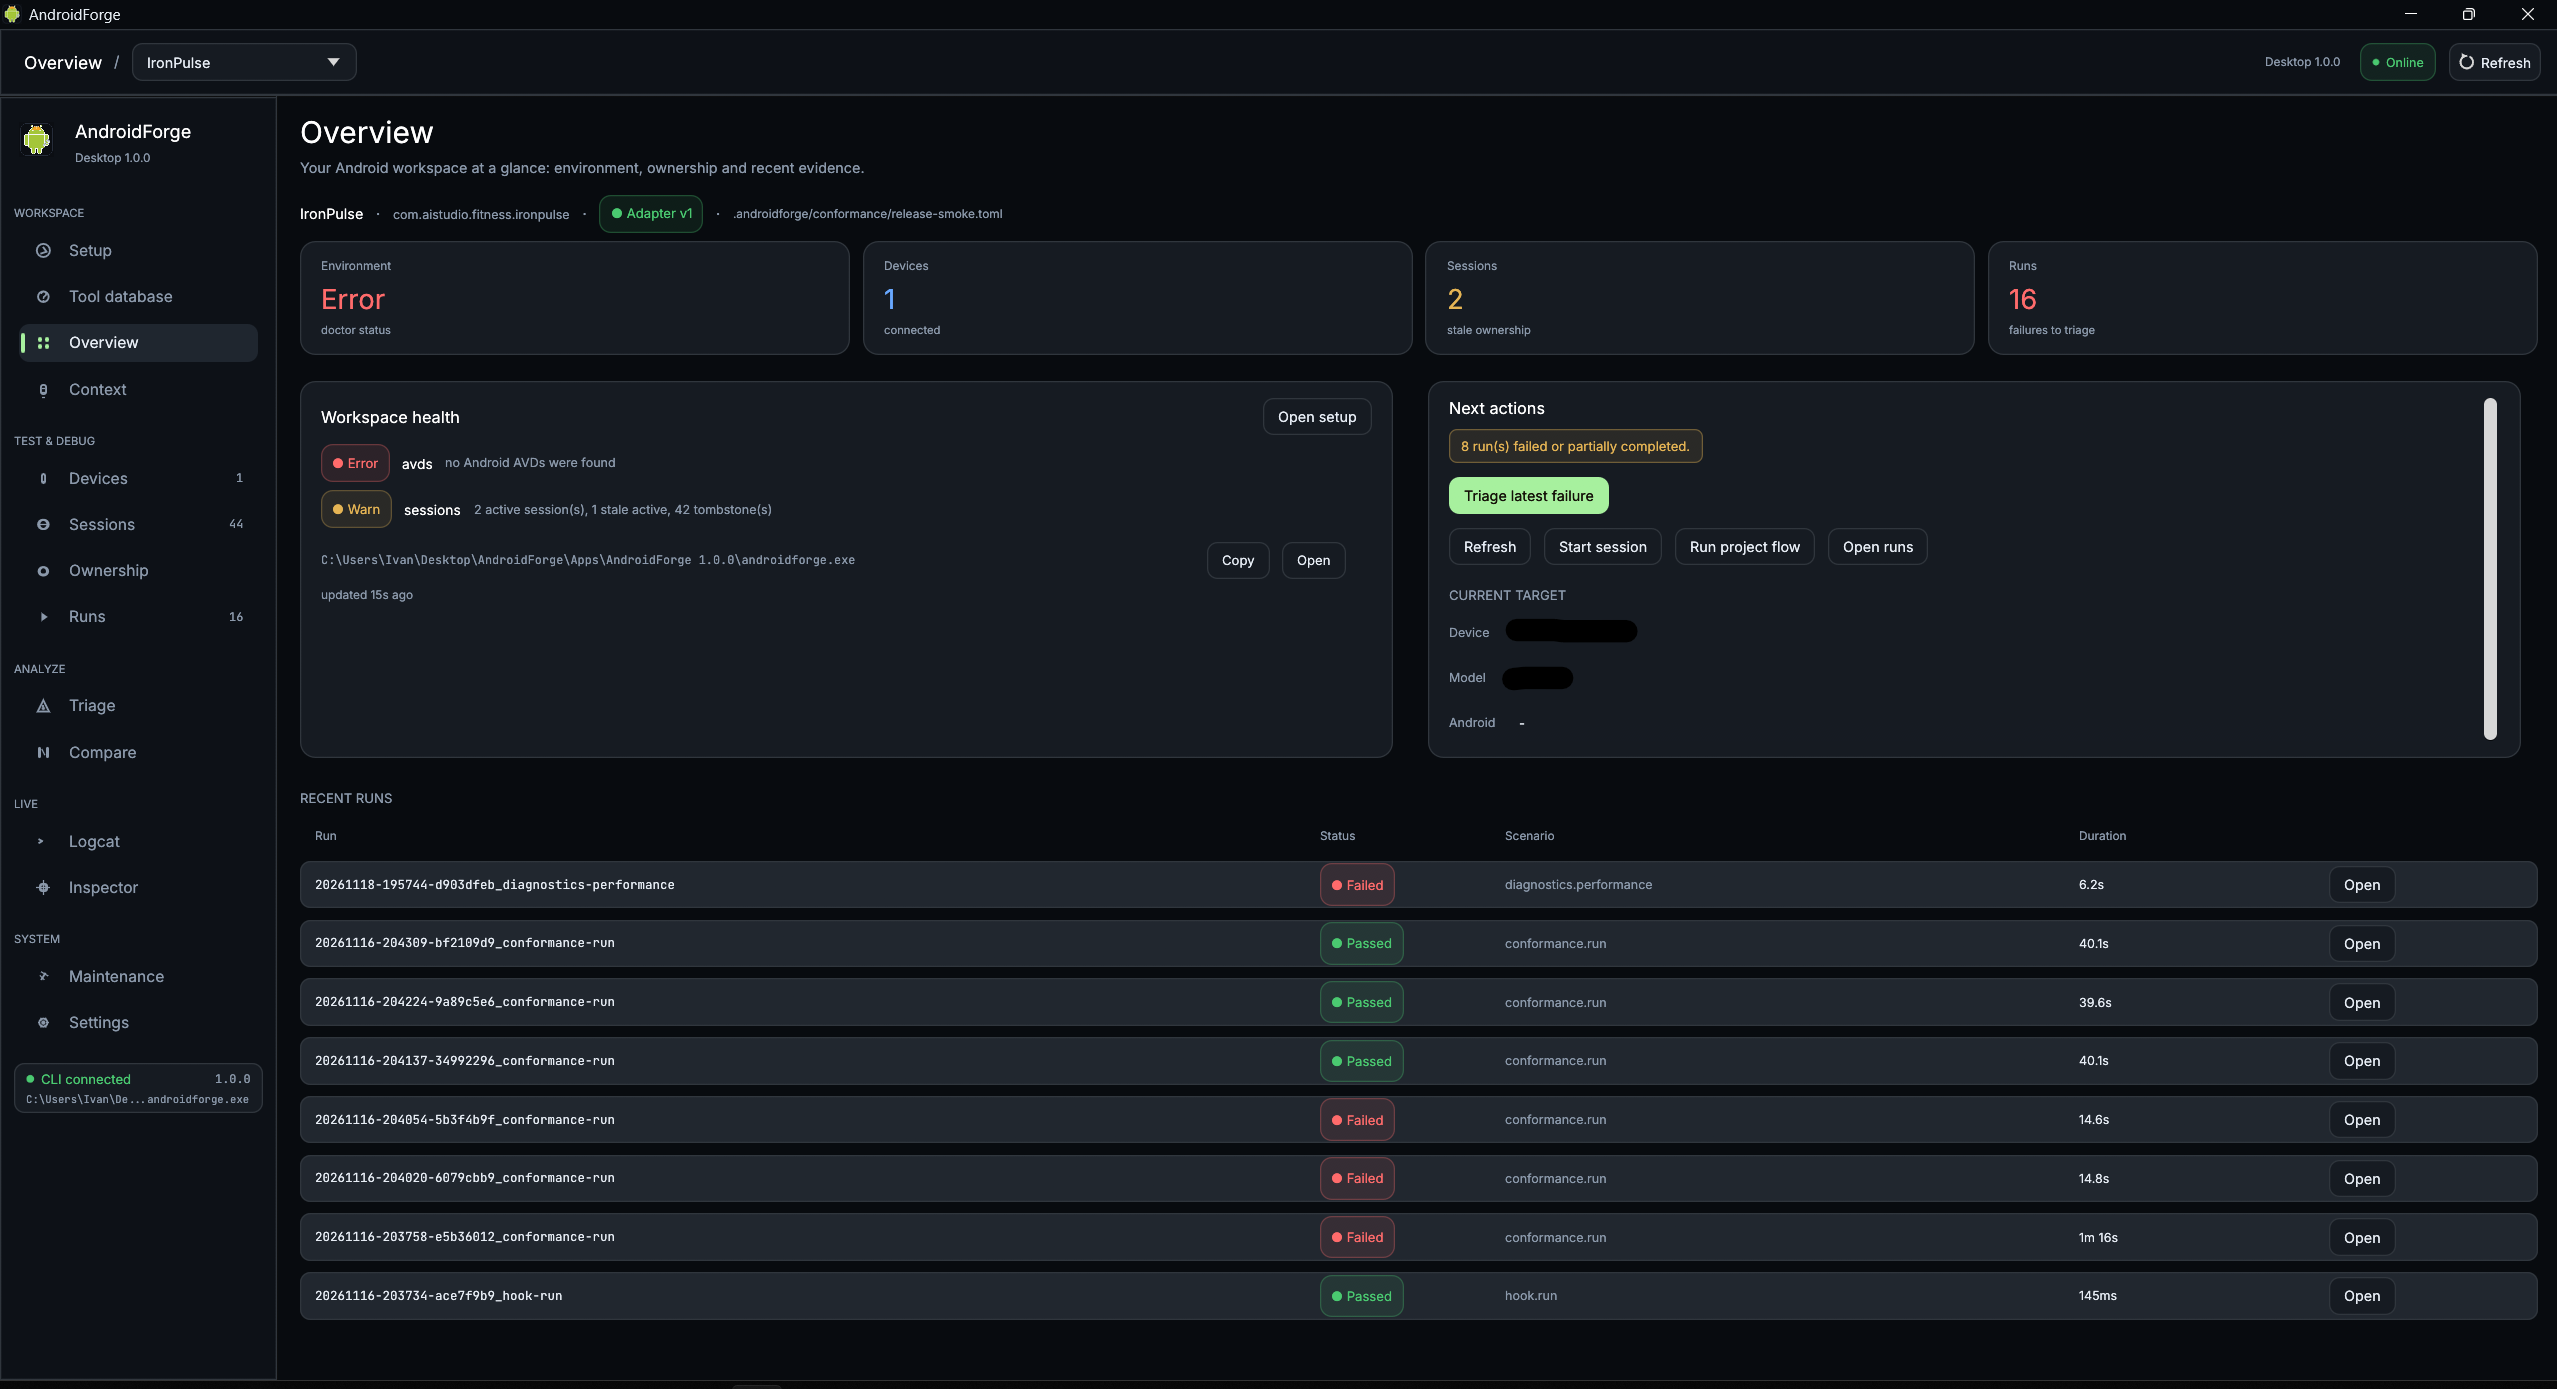 AndroidForge
Overview / IronPulse
Desktop 1.0.0
Online
Refresh
AndroidForge
Desktop 1.0.0
WORKSPACE
Setup
Tool database
Overview
Context
TEST & DEBUG
Devices 1
Sessions 44
Ownership
Runs 16
ANALYZE
Triage
Compare
LIVE
Logcat
Inspector
SYSTEM
Maintenance
Settings
CLI connected 1.0.0
C:\Users\Ivan\De...androidforge.exe
Overview
Your Android workspace at a glance: environment, ownership and recent evidence.
IronPulse · com.aistudio.fitness.ironpulse · Adapter v1 · .androidforge/conformance/release-smoke.toml
Environment
Error
doctor status
Devices
1
connected
Sessions
2
stale ownership
Runs
16
failures to triage
Workspace health
Open setup
Error avds no Android AVDs were found
Warn sessions 2 active session(s), 1 stale active, 42 tombstone(s)
C:\Users\Ivan\Desktop\AndroidForge\Apps\AndroidForge 1.0.0\androidforge.exe
Copy Open
updated 15s ago
Next actions
8 run(s) failed or partially completed.
Triage latest failure
Refresh Start session Run project flow Open runs
CURRENT TARGET
Device
Model
Android -
RECENT RUNS
Run Status Scenario Duration
20261118-195744-d903dfeb_diagnostics-performance Failed diagnostics.performance 6.2s Open
20261116-204309-bf2109d9_conformance-run Passed conformance.run 40.1s Open
20261116-204224-9a89c5e6_conformance-run Passed conformance.run 39.6s Open
20261116-204137-34992296_conformance-run Passed conformance.run 40.1s Open
20261116-204054-5b3f4b9f_conformance-run Failed conformance.run 14.6s Open
20261116-204020-6079cbb9_conformance-run Failed conformance.run 14.8s Open
20261116-203758-e5b36012_conformance-run Failed conformance.run 1m 16s Open
20261116-203734-ace7f9b9_hook-run Passed hook.run 145ms Open